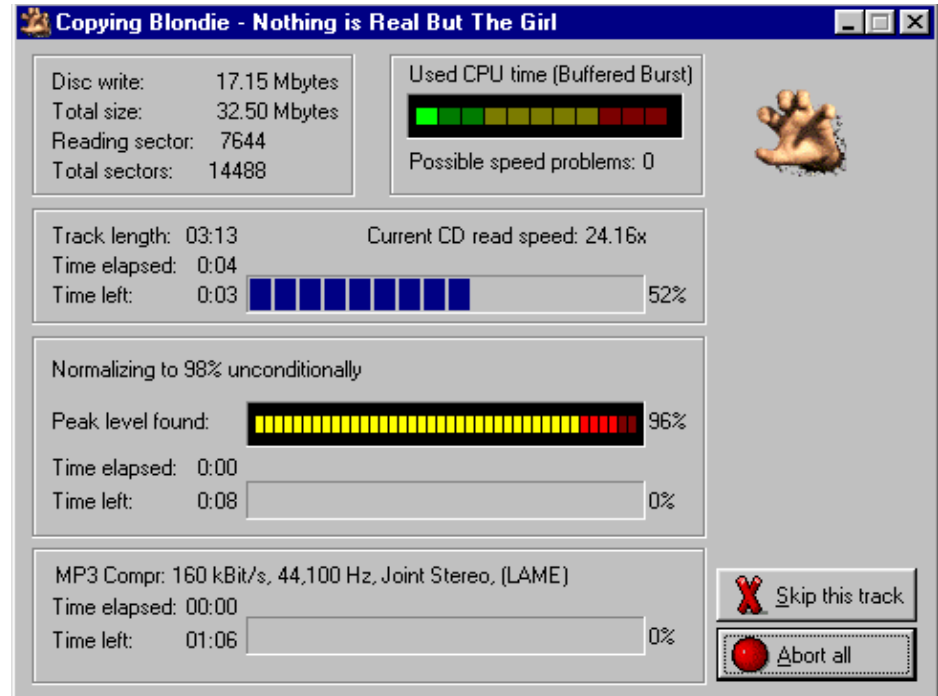 Copying Blondie - Nothing is Real But The Girl
Disc write: 17.15 Mbytes
Total size: 32.50 Mbytes
Reading sector: 7644
Total sectors: 14488
Used CPU time (Buffered Burst)
Possible speed problems: 0
Track length: 03:13 Current CD read speed: 24.16x
Time elapsed: 0:04
Time left: 0:03 52%
Normalizing to 98% unconditionally
Peak level found: 96%
Time elapsed: 0:00
Time left: 0:08 0%
MP3 Compr: 160 kBit/s, 44,100 Hz, Joint Stereo, (LAME)
Time elapsed: 00:00
Time left: 01:06 0%
Skip this track
Abort all